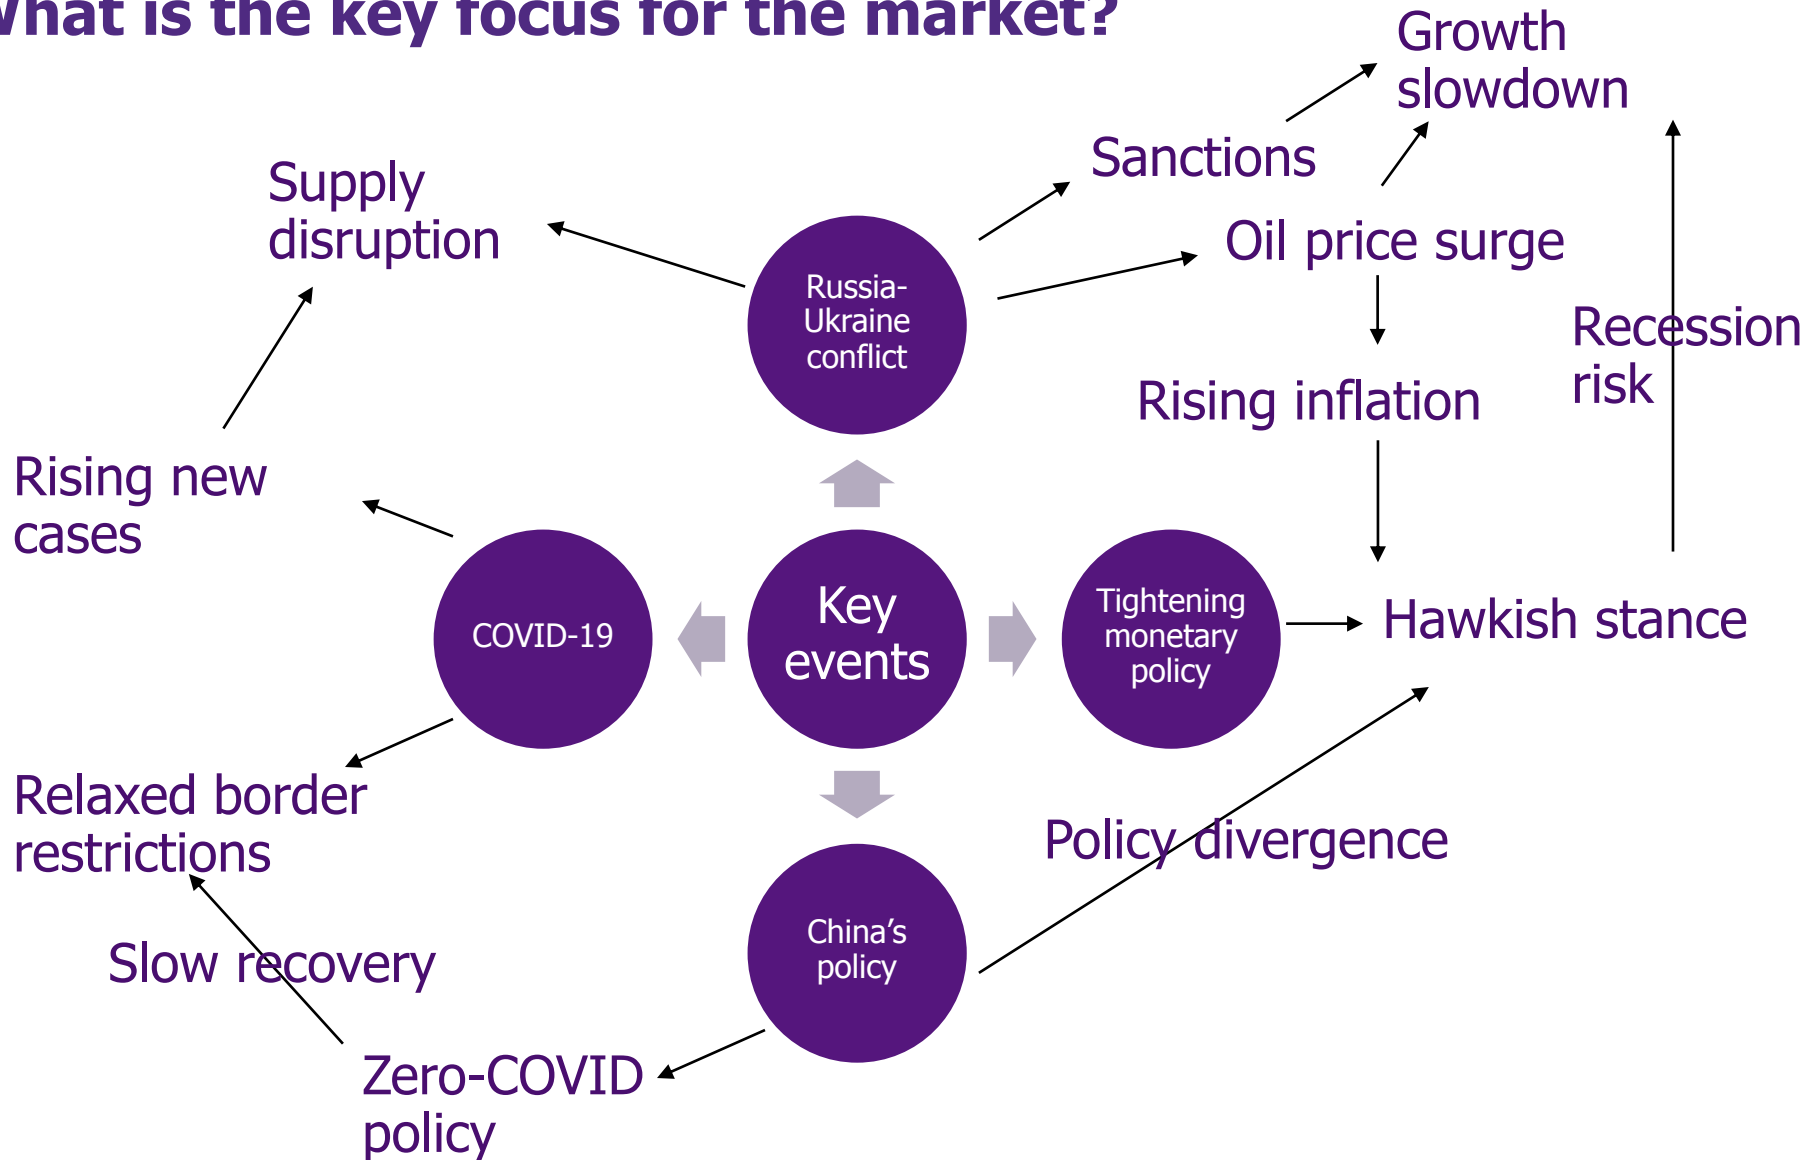 What is the key focus for the market?
Growth
slowdown
Sanctions
Supply
disruption
Oil price surge
Russia-
Ukraine
conflict
Recession
risk
Rising inflation
Rising new
cases
Key
events
Tightening
monetary
policy
Hawkish stance
COVID-19
Relaxed border
restrictions
Policy divergence
China’s
policy
Slow recovery
Zero-COVID
policy